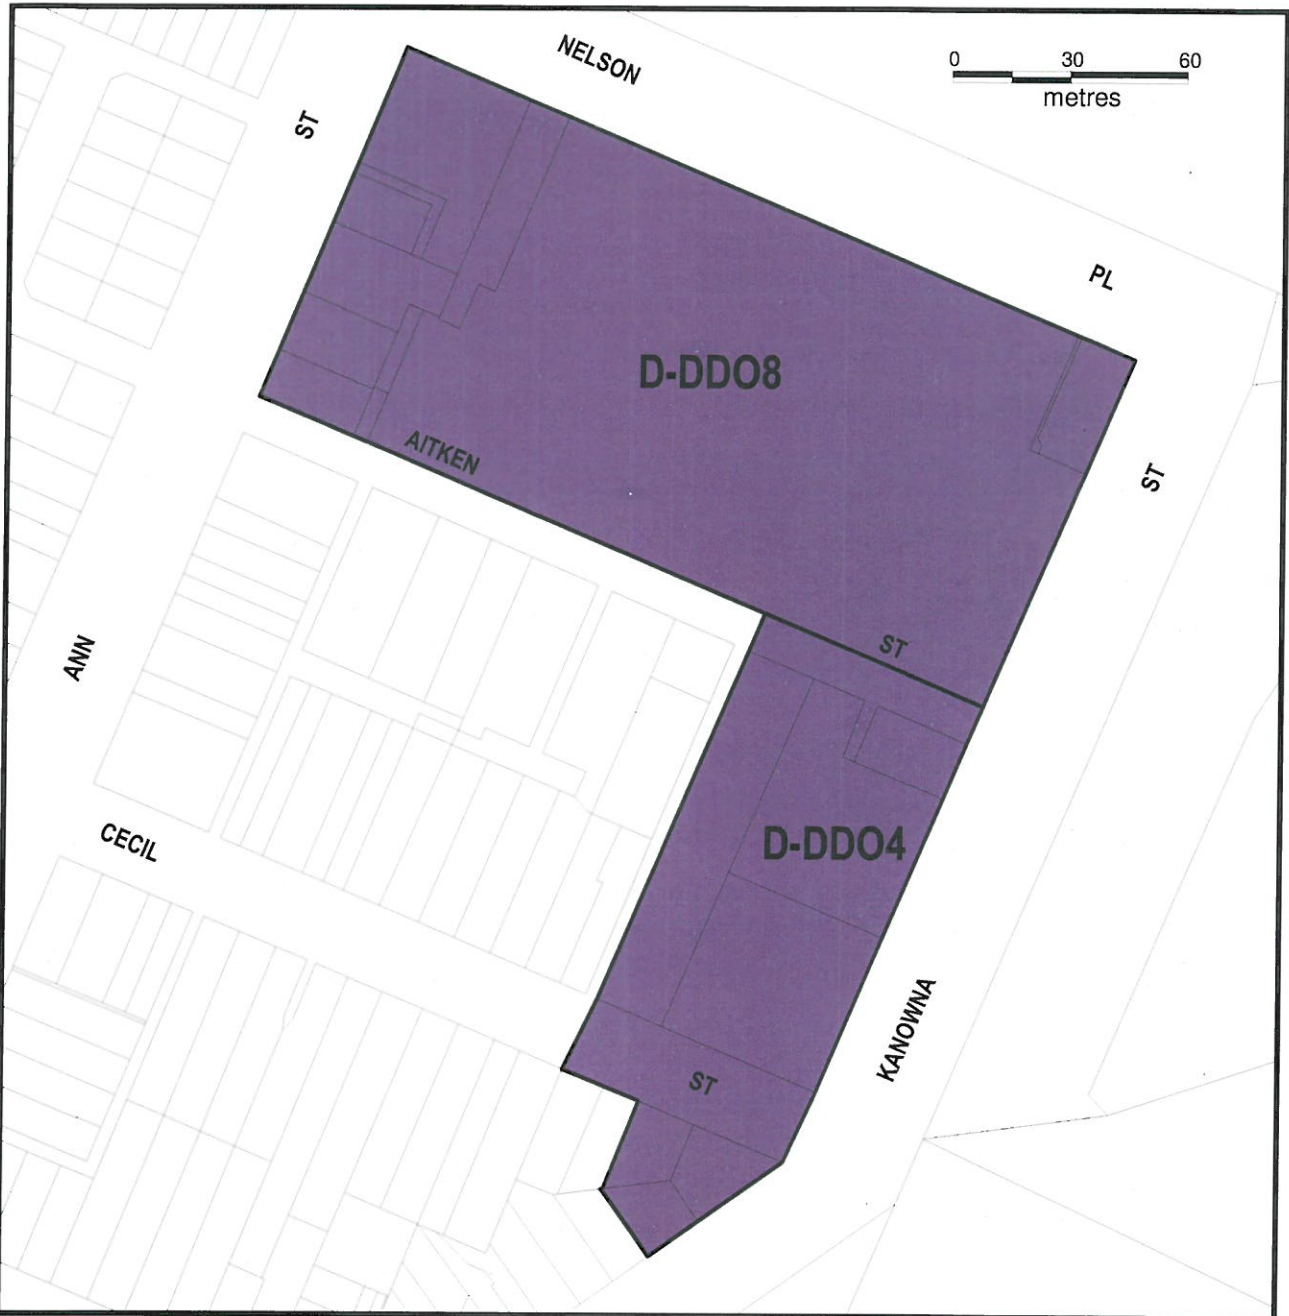 NELSON
0 30 60
metres
ST
PL
D-DDO8
AITKEN
ST
ST
ANN
D-DDO4
CECIL
KANOWNA
ST